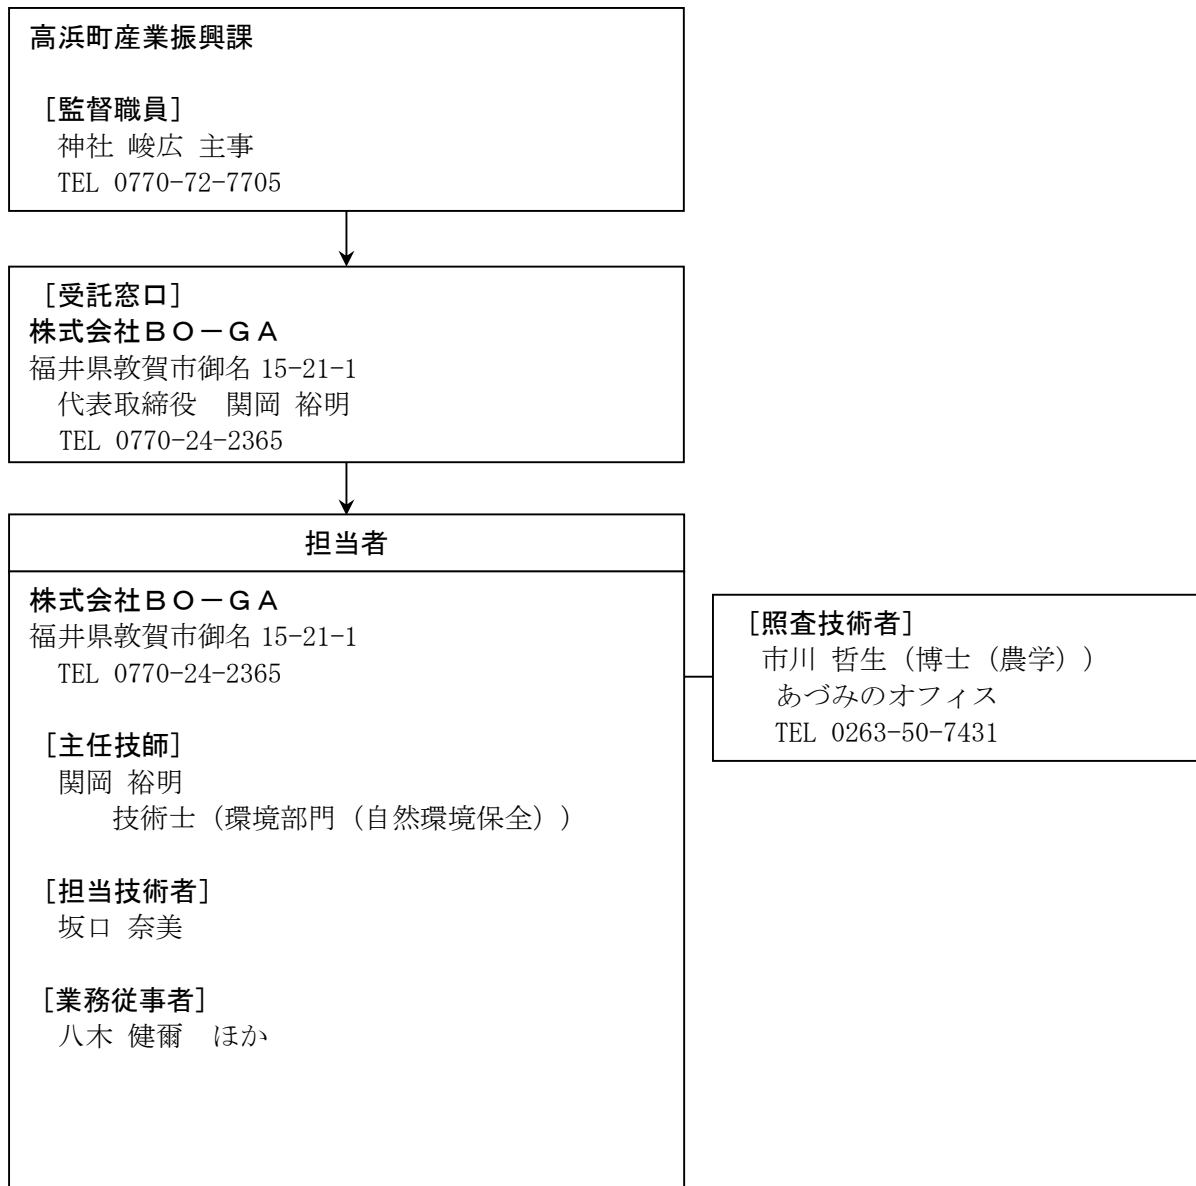 高浜町産業振興課
［監督職員］
神社 峻広 主事
TEL 0770-72-7705
［受託窓口］
株式会社ＢＯ－ＧＡ
福井県敦賀市御名 15-21-1
代表取締役　関岡 裕明
TEL 0770-24-2365
担当者
株式会社ＢＯ－ＧＡ
福井県敦賀市御名 15-21-1
TEL 0770-24-2365
［主任技師］
関岡 裕明
技術士（環境部門（自然環境保全））
［担当技術者］
坂口 奈美
［業務従事者］
八木 健爾　ほか
［照査技術者］
市川 哲生（博士（農学））
あづみのオフィス
TEL 0263-50-7431